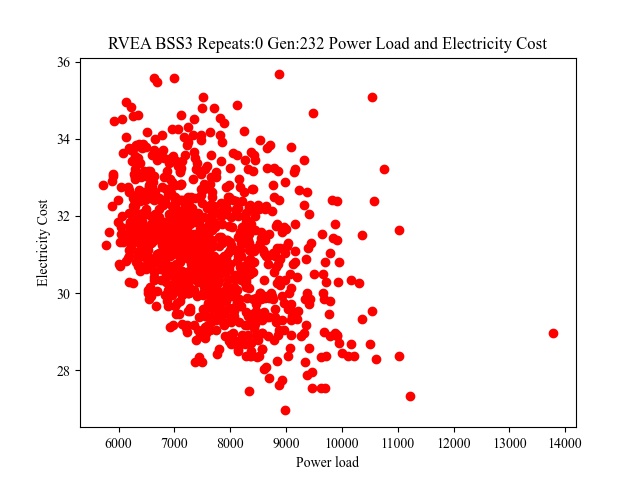 RVEA BSS3 Repeats:0 Gen:232 Power Load and Electricity Cost
36
34
32
30
28
Electricity Cost
6000 7000 8000 9000 10000 11000 12000 13000 14000
Power load